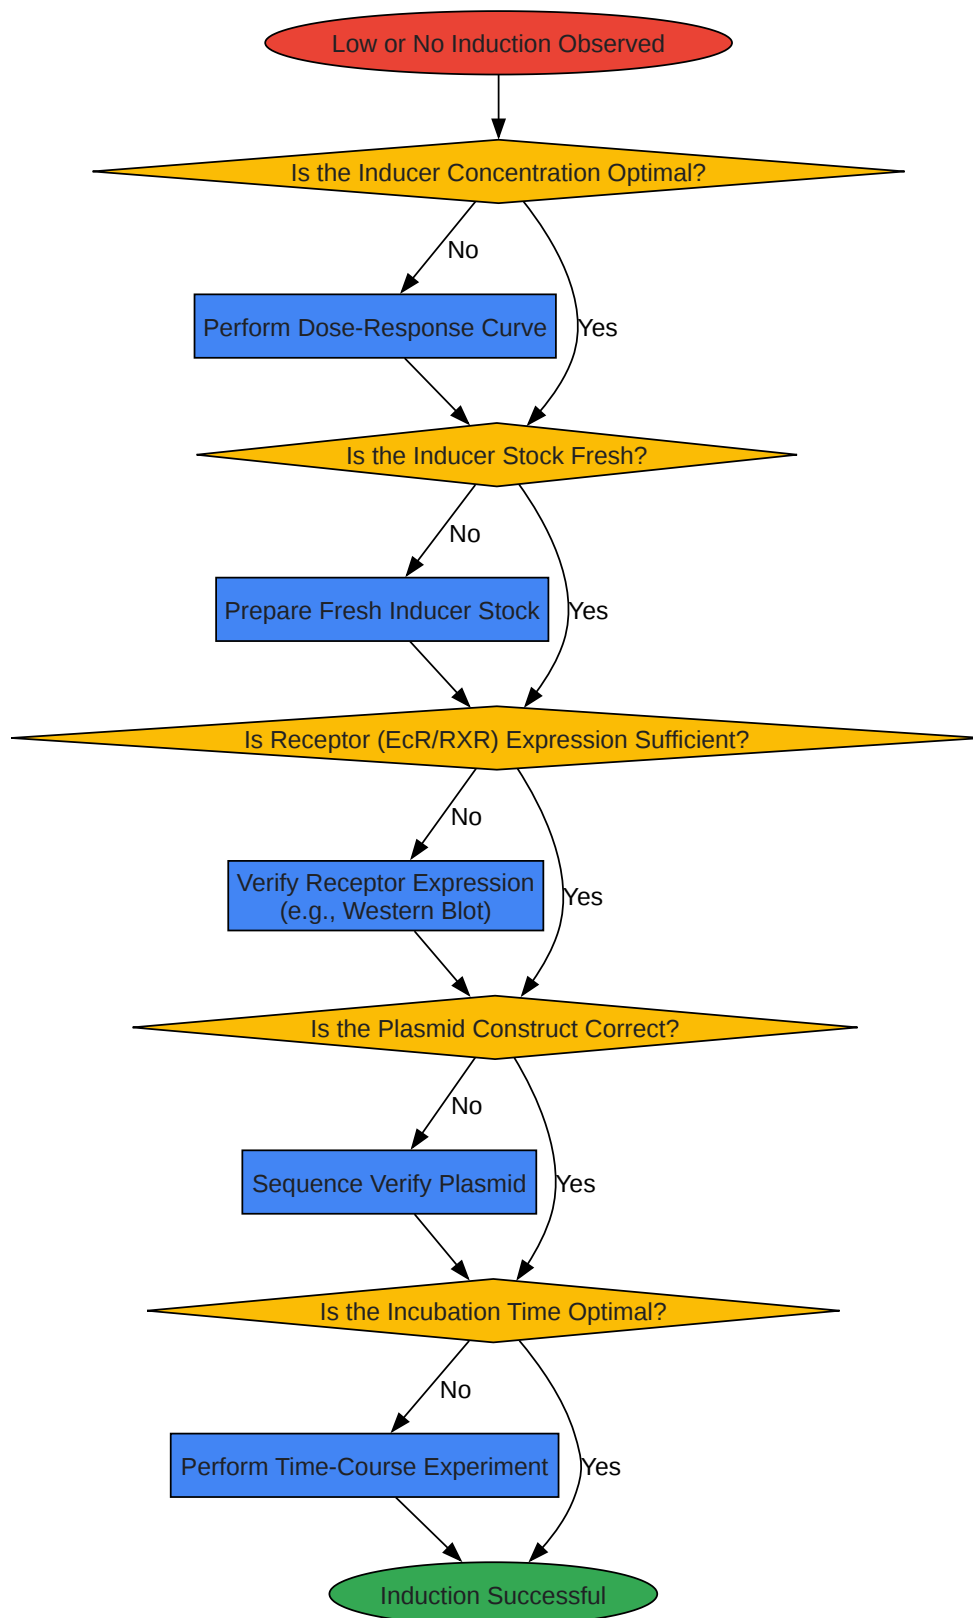 Low or No Induction Observed
Is the Inducer Concentration Optimal?
No
Perform Dose-Response Curve
Yes
Is the Inducer Stock Fresh?
No
Prepare Fresh Inducer Stock
Yes
Is Receptor (EcR/RXR) Expression Sufficient?
No
Verify Receptor Expression
(e.g., Western Blot)
Yes
Is the Plasmid Construct Correct?
No
Sequence Verify Plasmid
Yes
Is the Incubation Time Optimal?
No
Perform Time-Course Experiment
Yes
Induction Successful